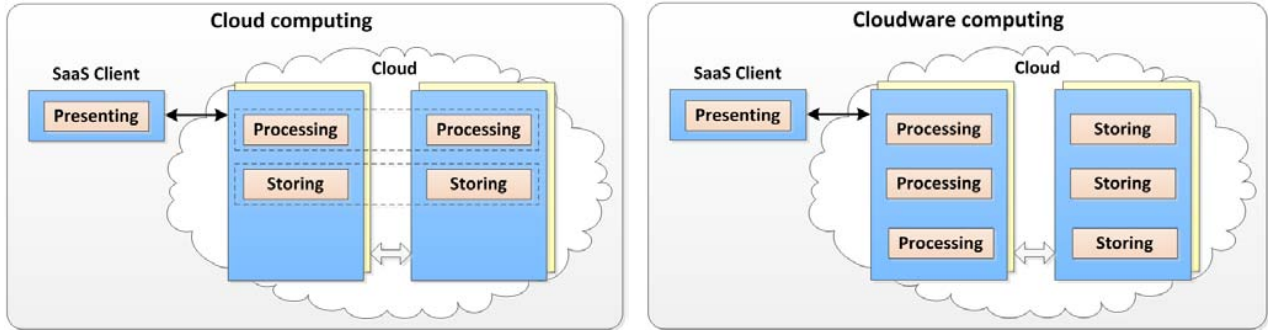 Cloud computing
Cloud
SaaS Client
Presenting
Processing
Processing
Storing
Storing
Cloudware computing
Cloud
SaaS Client
Presenting
Processing
Storing
Processing
Storing
Processing
Storing